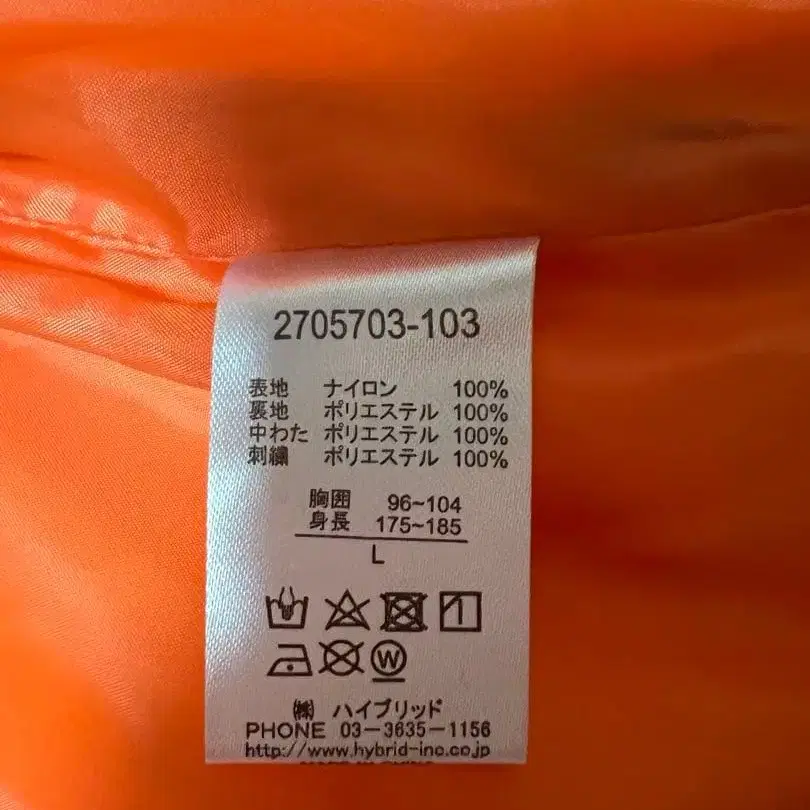 2705703-103
表地 ナイロン 100%
裏地 ポリエステル 100%
中わた ポリエステル 100%
刺繍 ポリエステル 100%
胸囲 96~104
身長 175~185
L
W
㈱ ハイブリッド
PHONE 03-3635-1156
http://www.hybrid-inc.co.jp